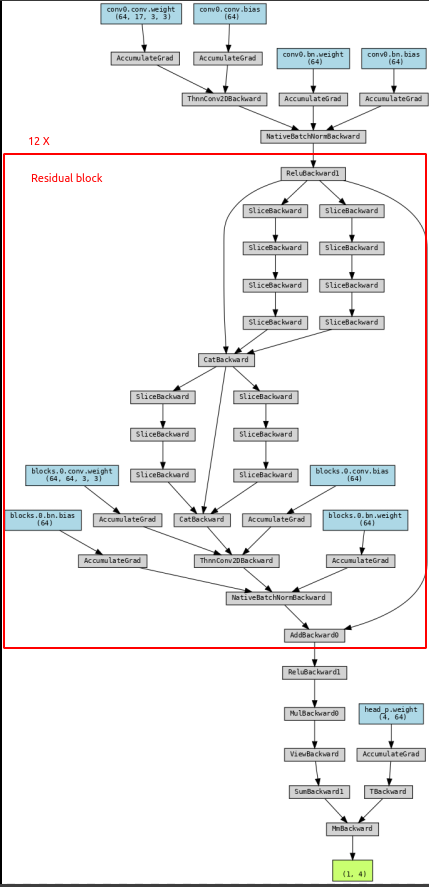 conv0.conv.weight
(64, 17, 3, 3)
conv0.conv.bias
(64)
AccumulateGrad
AccumulateGrad
conv0.bn.weight
(64)
conv0.bn.bias
(64)
ThnnConv2DBackward
AccumulateGrad
AccumulateGrad
NativeBatchNormBackward
12 X
Residual block
ReluBackward1
SliceBackward
SliceBackward
SliceBackward
SliceBackward
SliceBackward
SliceBackward
SliceBackward
SliceBackward
CatBackward
SliceBackward
SliceBackward
SliceBackward
SliceBackward
blocks.0.conv.weight
(64, 64, 3, 3)
SliceBackward
SliceBackward
blocks.0.conv.bias
(64)
blocks.0.bn.bias
(64)
AccumulateGrad
CatBackward
AccumulateGrad
blocks.0.bn.weight
(64)
AccumulateGrad
ThnnConv2DBackward
AccumulateGrad
NativeBatchNormBackward
AddBackward0
ReluBackward1
MulBackward0
head_p.weight
(4, 64)
ViewBackward
AccumulateGrad
SumBackward1
TBackward
MmBackward
(1, 4)